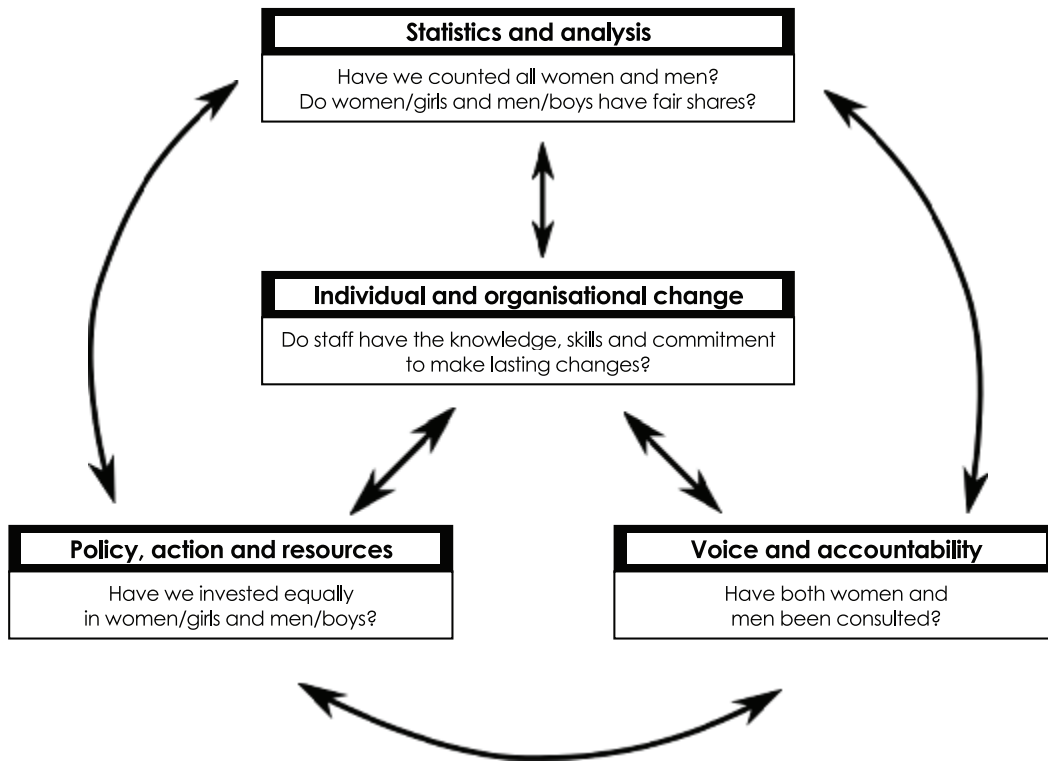 Statistics and analysis
Have we counted all women and men?
Do women/girls and men/boys have fair shares?
Individual and organisational change
Do staff have the knowledge, skills and commitment
to make lasting changes?
Policy, action and resources
Have we invested equally
in women/girls and men/boys?
Voice and accountability
Have both women and
men been consulted?